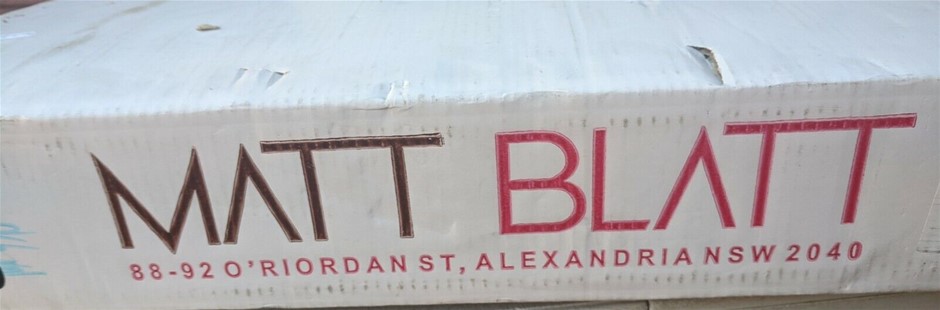 MATT BLATT
88-92 O'RIORDAN ST, ALEXANDRIA NSW 2040